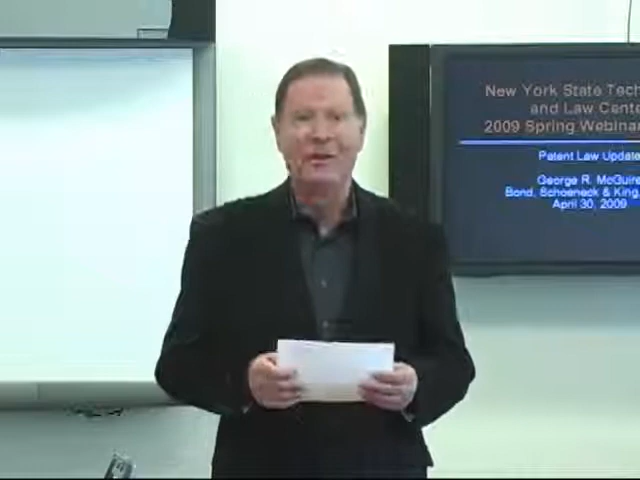 New York State Tech
and Law Cente
2009 Spring Webinar
Patent Law Update
George R. McGuire
Bond, Schoeneck & King,
April 30, 2009